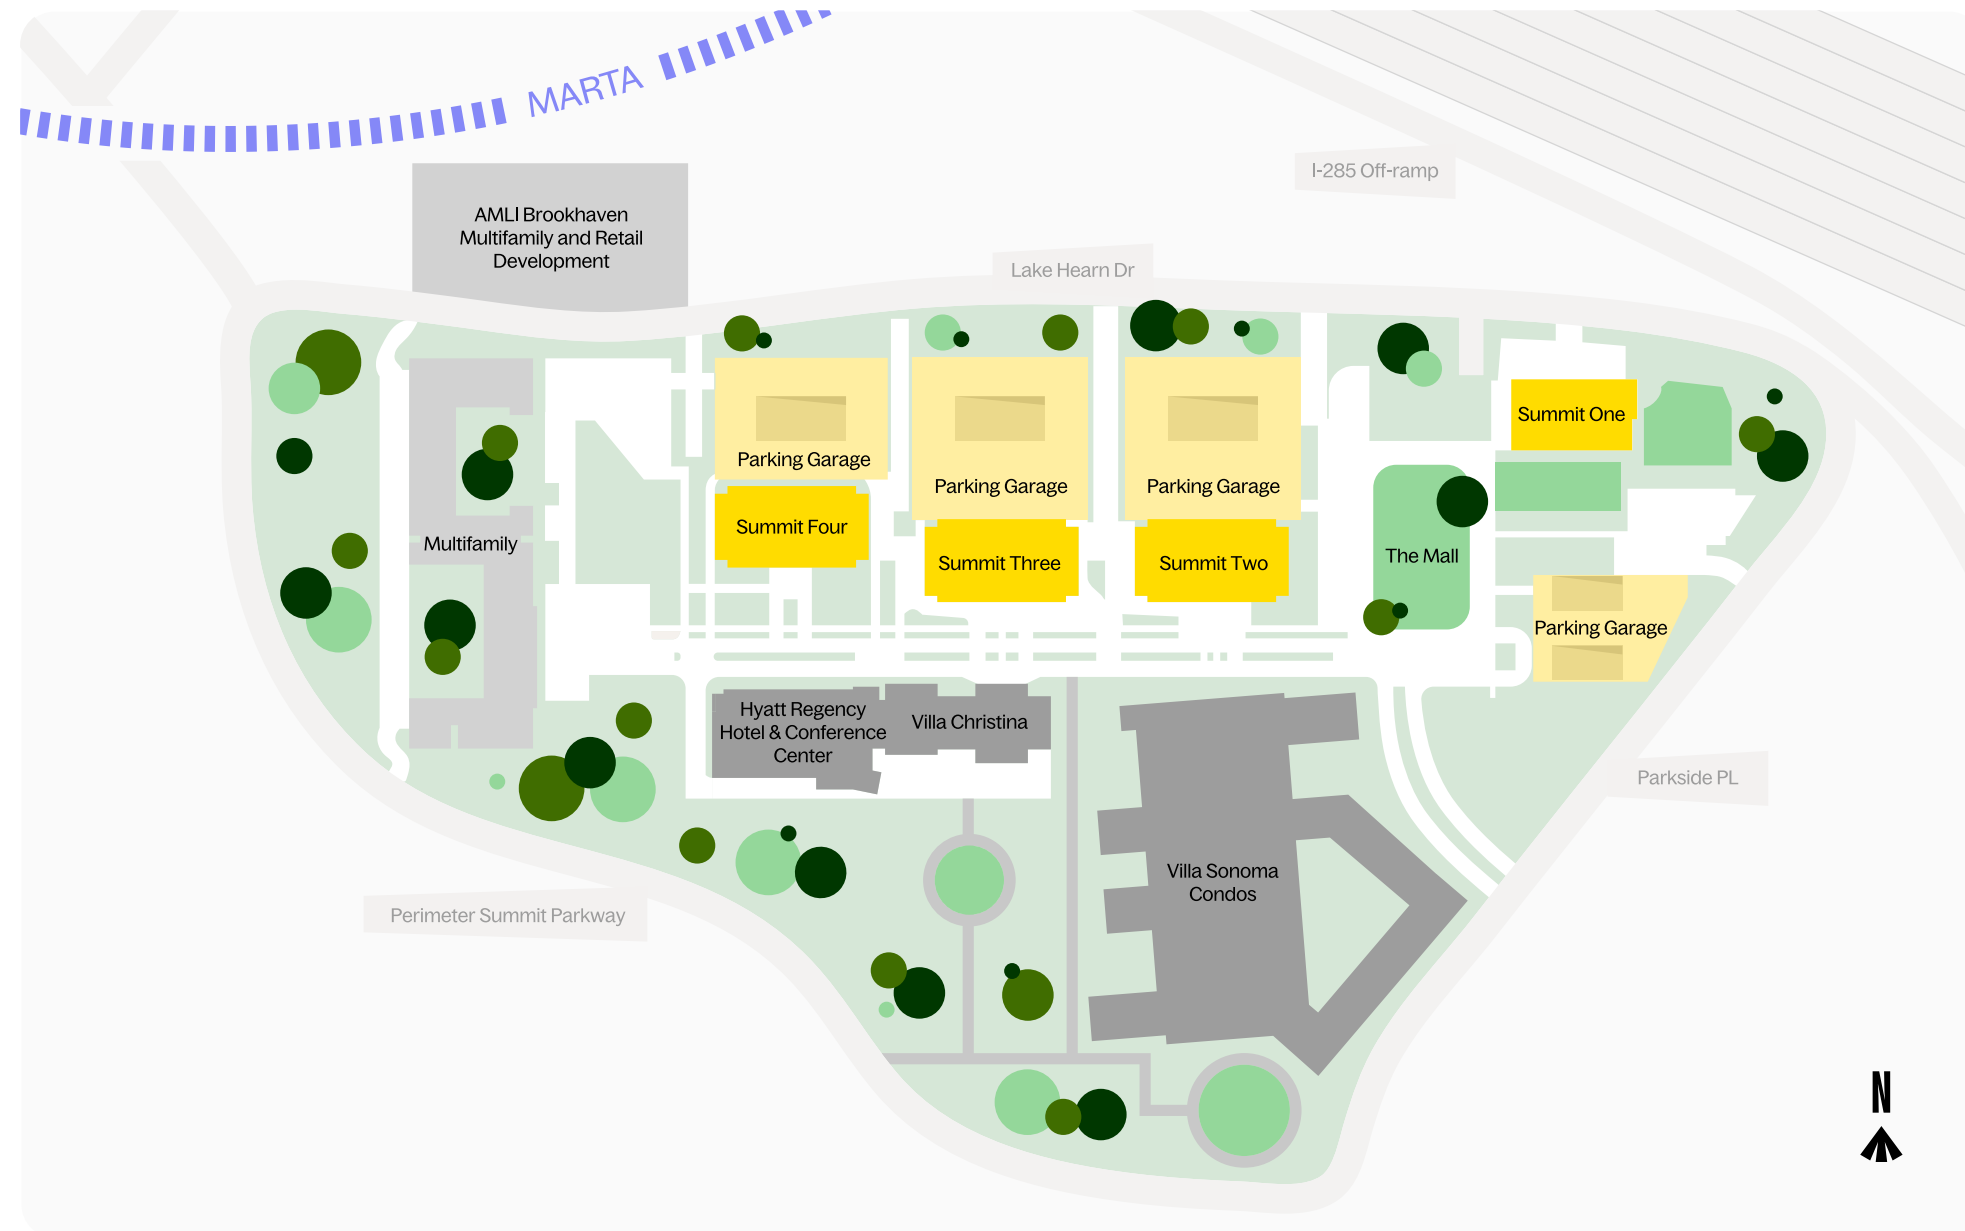 MARTA
I-285 Off-ramp
AMLI Brookhaven
Multifamily and Retail
Development
Lake Hearn Dr
Summit One
Parking Garage
Parking Garage
Parking Garage
Summit Four
Multifamily
Summit Three
Summit Two
The Mall
Parking Garage
Hyatt Regency
Hotel & Conference
Center
Villa Christina
Parkside PL
Villa Sonoma
Condos
Perimeter Summit Parkway
N